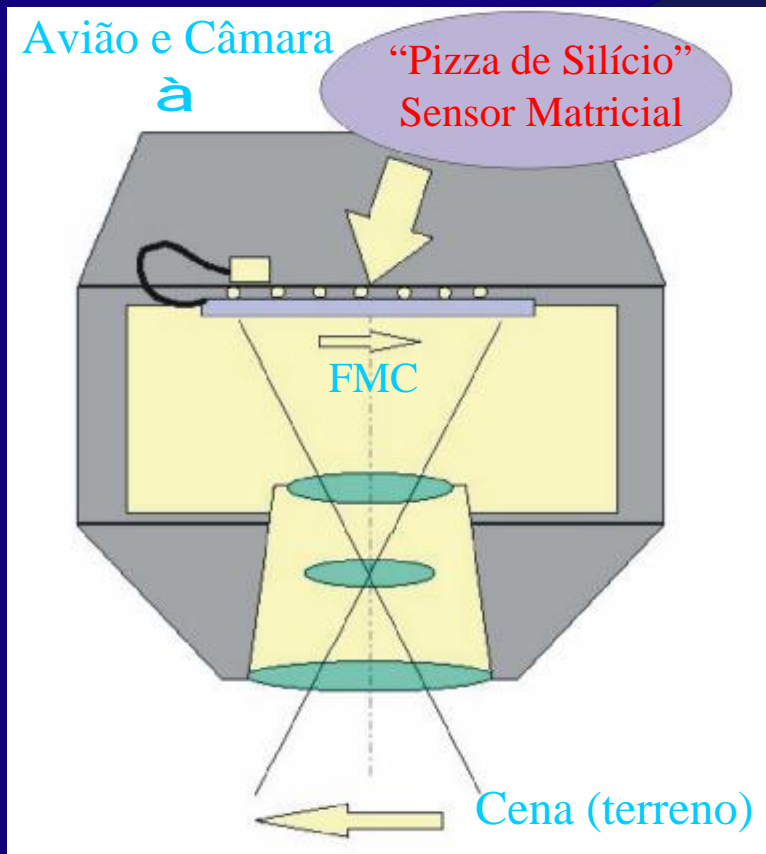 Avião e Câmara
à
“Pizza de Silício”
Sensor Matricial
FMC
Cena (terreno)